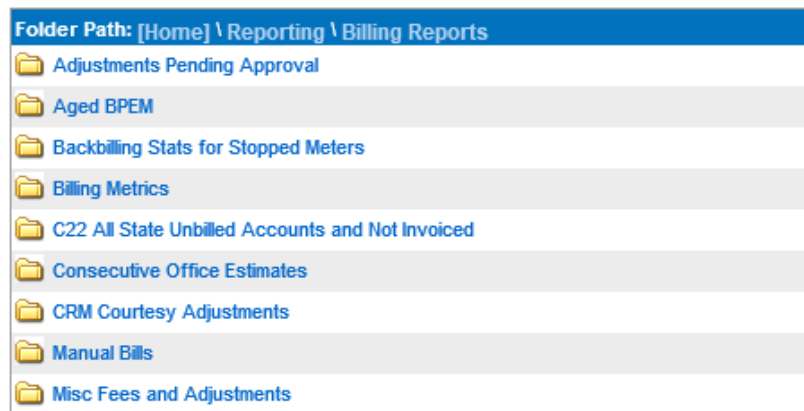 Folder Path: [Home] \ Reporting \ Billing Reports
Adjustments Pending Approval
Aged BPEM
Backbilling Stats for Stopped Meters
Billing Metrics
C22 All State Unbilled Accounts and Not Invoiced
Consecutive Office Estimates
CRM Courtesy Adjustments
Manual Bills
Misc Fees and Adjustments